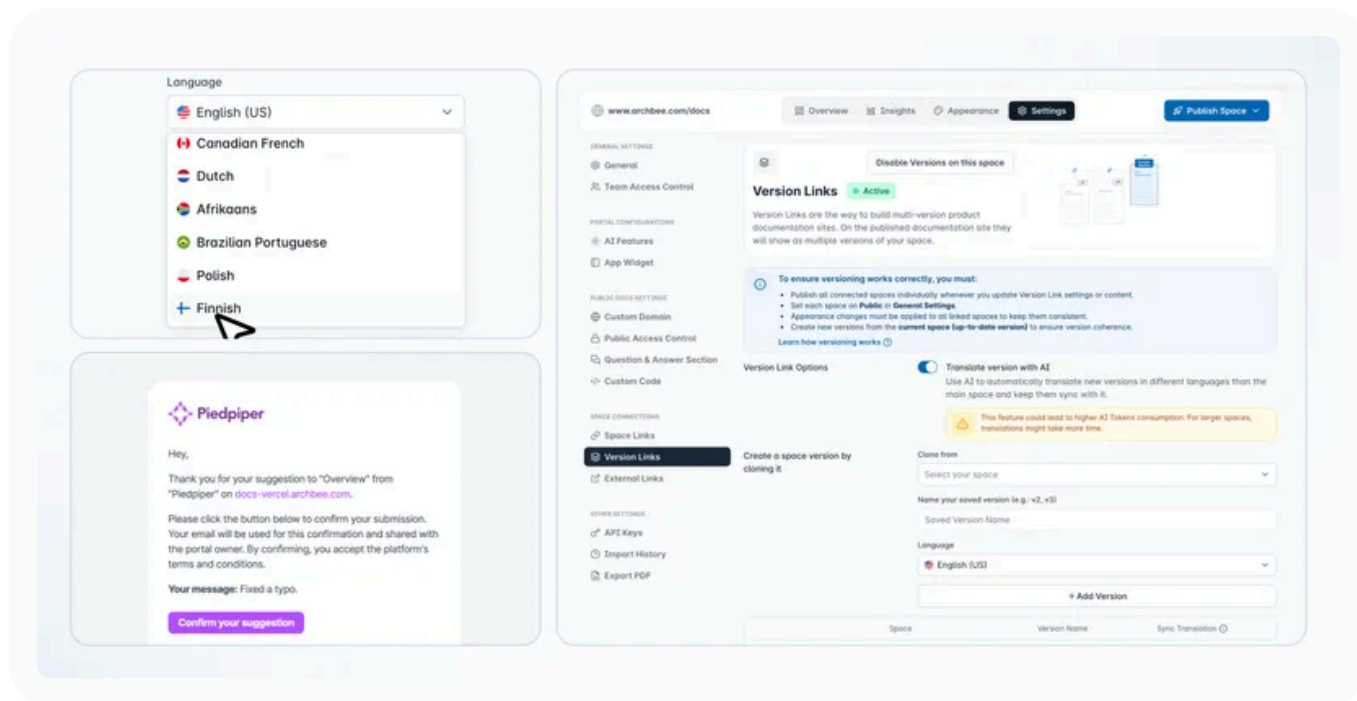 Language
English (US)
Canadian French
Dutch
Afrikaans
Brazilian Portuguese
Polish
Finnish
Piedpiper
Hey,
Thank you for your suggestion to "Overview" from
"Piedpiper" on docs-vercel.archbee.com.
Please click the button below to confirm your submission.
Your email will be used for this confirmation and shared with
the portal owner. By confirming, you accept the platform's
terms and conditions.
Your message: Fixed a typo.
Confirm your suggestion
www.archbee.com/docs
Overview
Insights
Appearance
Settings
Publish Space
GENERAL SETTINGS
General
Team Access Control
PORTAL CONFIGURATIONS
AI Features
App Widget
PUBLIC DOCS SETTINGS
Custom Domain
Public Access Control
Question & Answer Section
Custom Code
SPACE CONNECTIONS
Space Links
Version Links
External Links
OTHER SETTINGS
API Keys
Import History
Export PDF
Disable Versions on this space
Version Links
Active
Version Links are the way to build multi-version product
documentation sites. On the published documentation site they
will show as multiple versions of your space.
To ensure versioning works correctly, you must:
• Publish all connected spaces individually whenever you update Version Link settings or content.
• Set each space on Public in General Settings.
• Appearance changes must be applied to all linked spaces to keep them consistent.
• Create new versions from the current space (up-to-date version) to ensure version coherence.
Learn how versioning works
Version Link Options
Translate version with AI
Use AI to automatically translate new versions in different languages than the
main space and keep them sync with it.
This feature could lead to higher AI Tokens consumption. For larger spaces,
translations might take more time.
Create a space version by
cloning it
Clone from
Select your space
Name your saved version (e.g.: v2, v3)
Saved Version Name
Language
English (US)
+ Add Version
Space
Version Name
Sync Translation